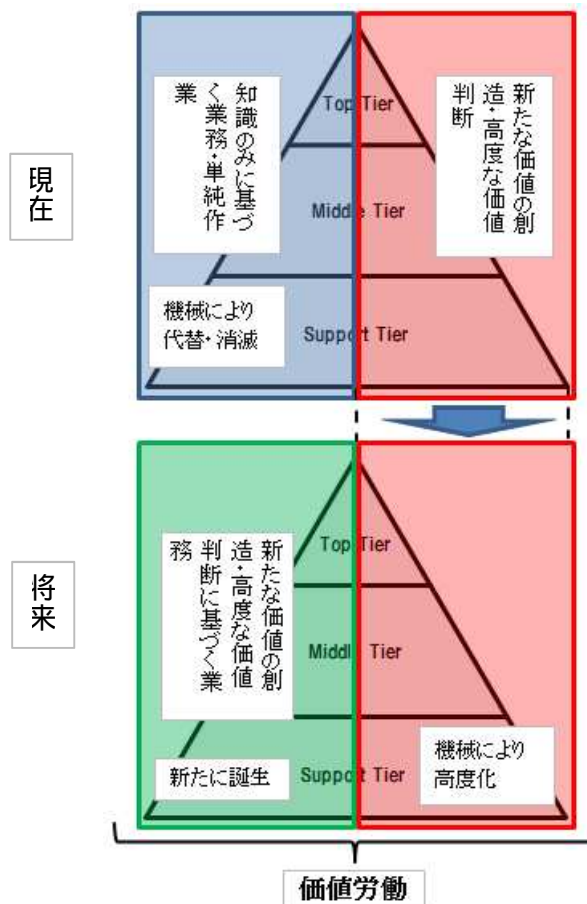 現在
知識のみに基づ
く業務・単純作
業
Top Tier
新たな価値の創
造・高度な価値
判断
Middle Tier
機械により
代替・消滅
Support Tier
将来
新たな価値の創
造・高度な価値
判断に基づく業
務
Top Tier
Middle Tier
新たに誕生
Support Tier
機械により
高度化
価値労働